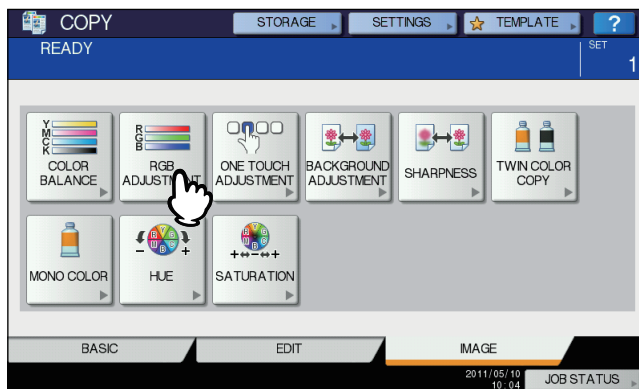 COPY
STORAGE
SETTINGS
TEMPLATE
?
READY
SET
1
Y
M
C
K
COLOR
BALANCE
R
G
B
RGB
ADJUSTMENT
ONE TOUCH
ADJUSTMENT
BACKGROUND
ADJUSTMENT
SHARPNESS
TWIN COLOR
COPY
MONO COLOR
- +
HUE
+↔-↔+
SATURATION
BASIC
EDIT
IMAGE
2011/05/10
10:04
JOB STATUS